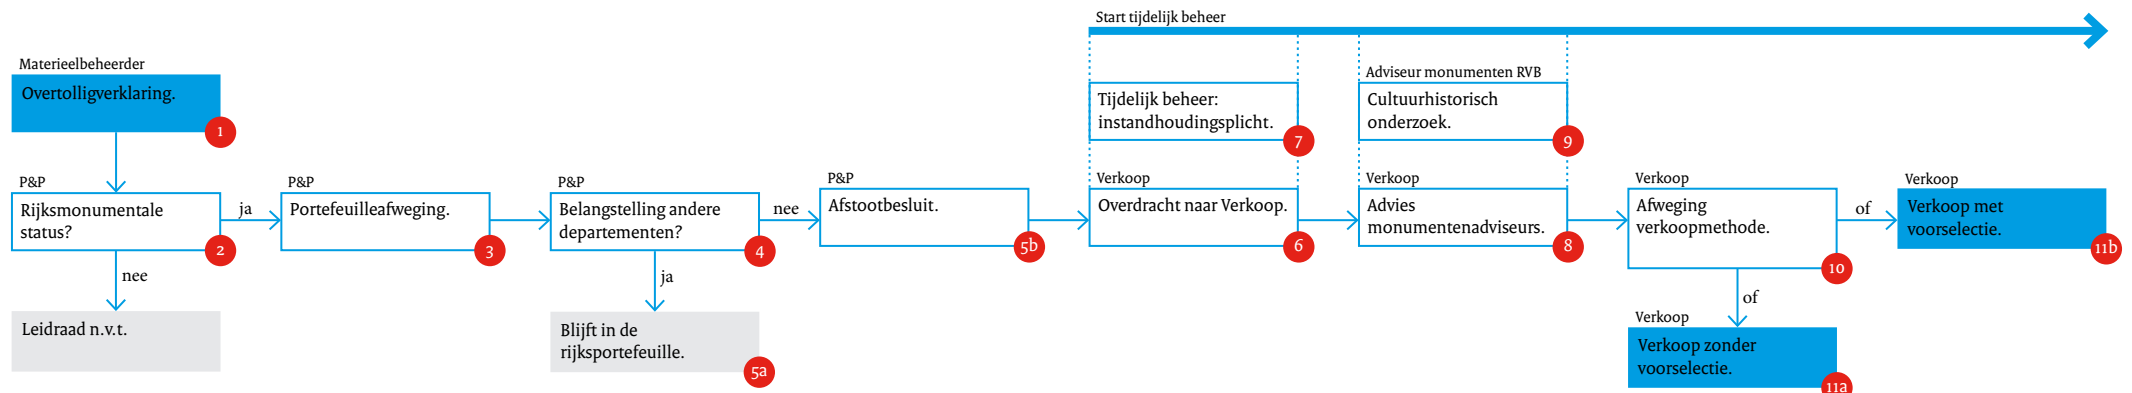 Start tijdelijk beheer
Materieelbeheerder
Overtolligverklaring.
1
P&P
Rijksmonumentale
status?
2
ja
nee
Leidraad n.v.t.
P&P
Portefeuilleafweging.
3
P&P
Belangstelling andere
departementen?
4
nee
ja
Blijft in de
rijksportefeuille.
5a
P&P
Afstootbesluit.
5b
Tijdelijk beheer:
instandhoudingsplicht.
7
Verkoop
Overdracht naar Verkoop.
6
Adviseur monumenten RVB
Cultuurhistorisch
onderzoek.
9
Verkoop
Advies
monumentenadviseurs.
8
Verkoop
Afweging
verkoopmethode.
10
of
of
Verkoop
Verkoop zonder
voorselectie.
11a
Verkoop
Verkoop met
voorselectie.
11b